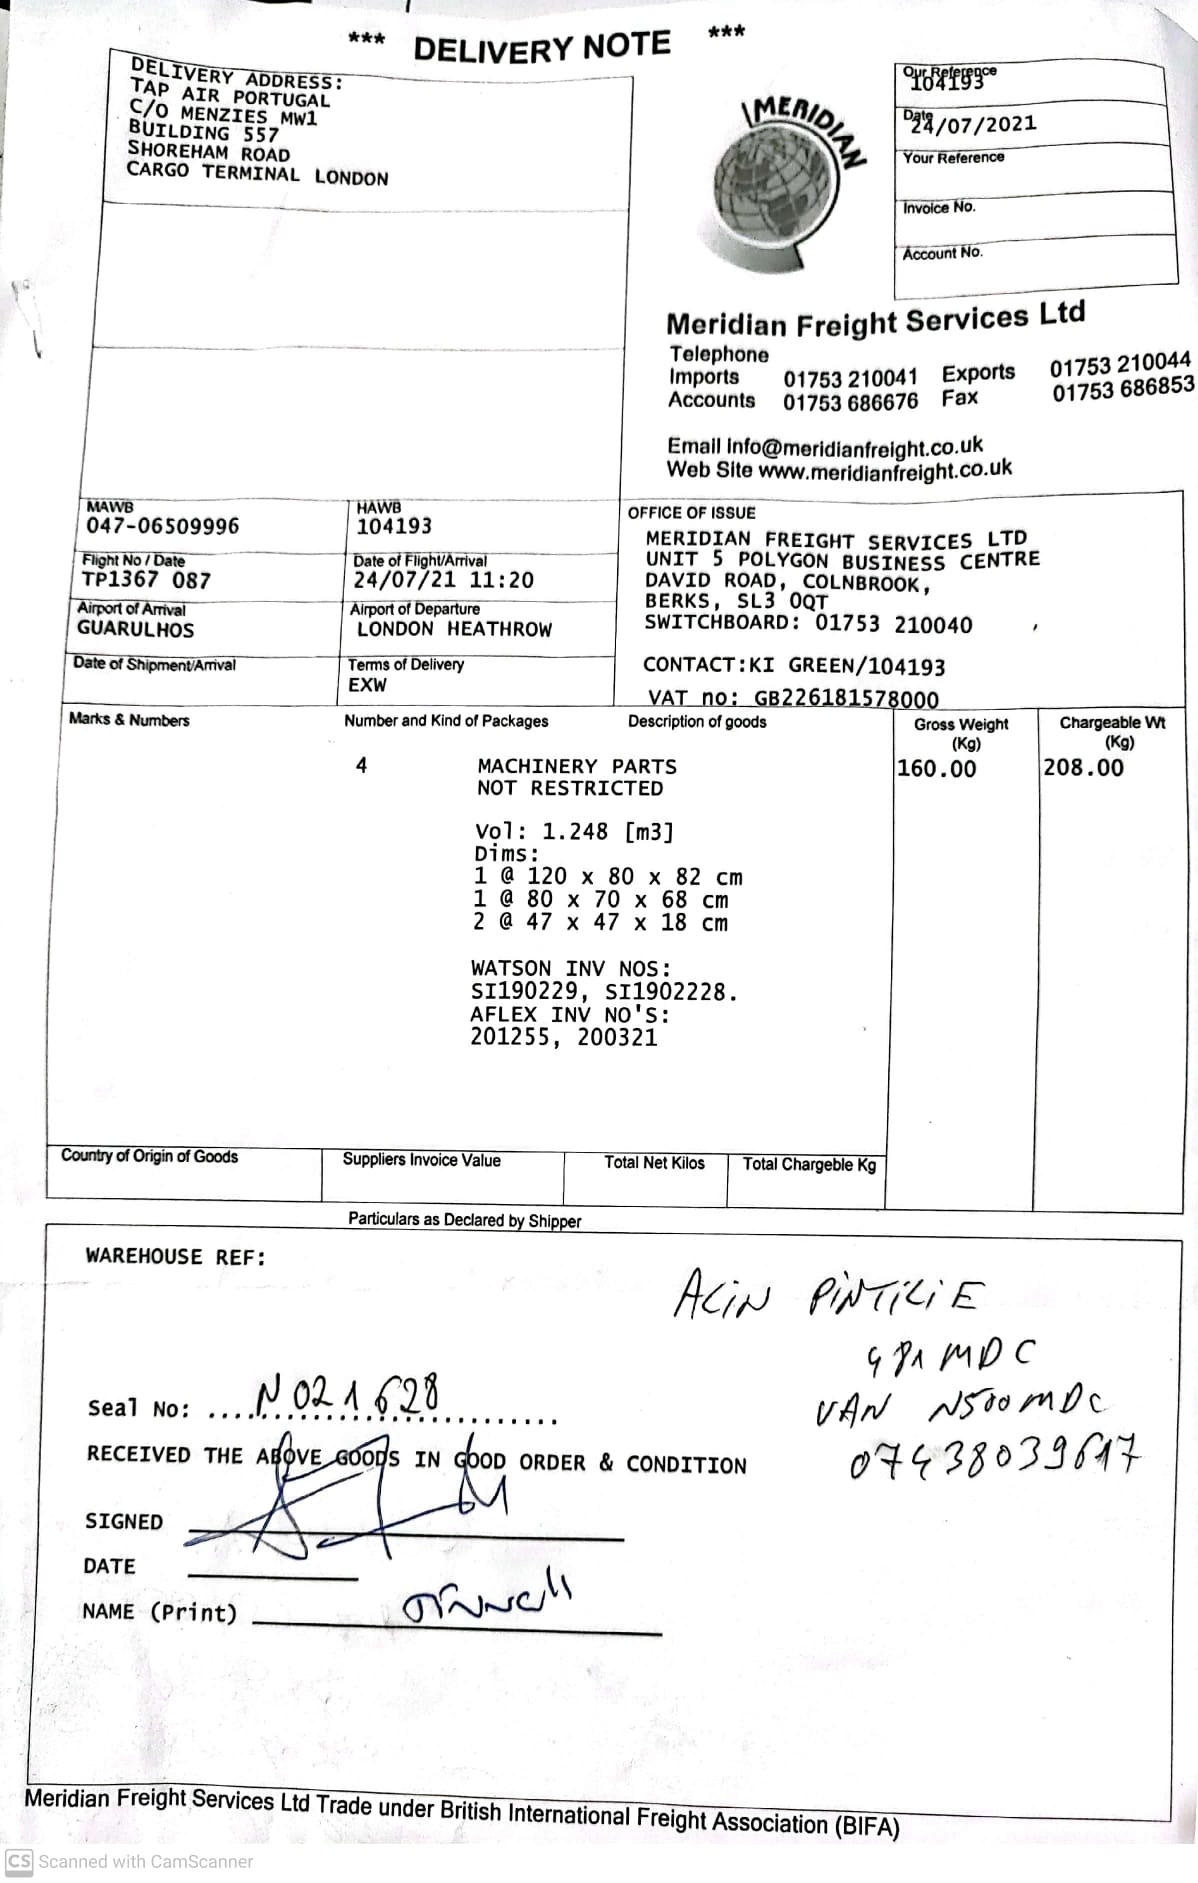 *** DELIVERY NOTE ***
DELIVERY ADDRESS:
TAP AIR PORTUGAL
C/O MENZIES MW1
BUILDING 557
SHOREHAM ROAD
CARGO TERMINAL LONDON
MERIDIAN
Our Reference
104193
Date
24/07/2021
Your Reference
Invoice No.
Account No.
Meridian Freight Services Ltd
Telephone
Imports 01753 210041 Exports 01753 210044
Accounts 01753 686676 Fax 01753 686853
Email info@meridianfreight.co.uk
Web Site www.meridianfreight.co.uk
MAWB
047-06509996
HAWB
104193
Flight No / Date
TP1367 087
Date of Flight/Arrival
24/07/21 11:20
Airport of Arrival
GUARULHOS
Airport of Departure
LONDON HEATHROW
Date of Shipment/Arrival
Terms of Delivery
EXW
OFFICE OF ISSUE
MERIDIAN FREIGHT SERVICES LTD
UNIT 5 POLYGON BUSINESS CENTRE
DAVID ROAD, COLNBROOK,
BERKS, SL3 0QT
SWITCHBOARD: 01753 210040
CONTACT:KI GREEN/104193
VAT no: GB226181578000
Marks & Numbers
Number and Kind of Packages
Description of goods
Gross Weight
(Kg)
Chargeable Wt
(Kg)
4 MACHINERY PARTS 160.00 208.00
NOT RESTRICTED
Vol: 1.248 [m3]
Dims:
1 @ 120 x 80 x 82 cm
1 @ 80 x 70 x 68 cm
2 @ 47 x 47 x 18 cm
WATSON INV NOS:
SI190229, SI1902228.
AFLEX INV NO'S:
201255, 200321
Country of Origin of Goods
Suppliers Invoice Value
Total Net Kilos
Total Chargeble Kg
Particulars as Declared by Shipper
WAREHOUSE REF:
ALIN PINTILIE
MDC
VAN N500MDC
07438039617
Seal No: N021628
RECEIVED THE ABOVE GOODS IN GOOD ORDER & CONDITION
SIGNED
DATE
NAME (Print)
Meridian Freight Services Ltd Trade under British International Freight Association (BIFA)
CS Scanned with CamScanner